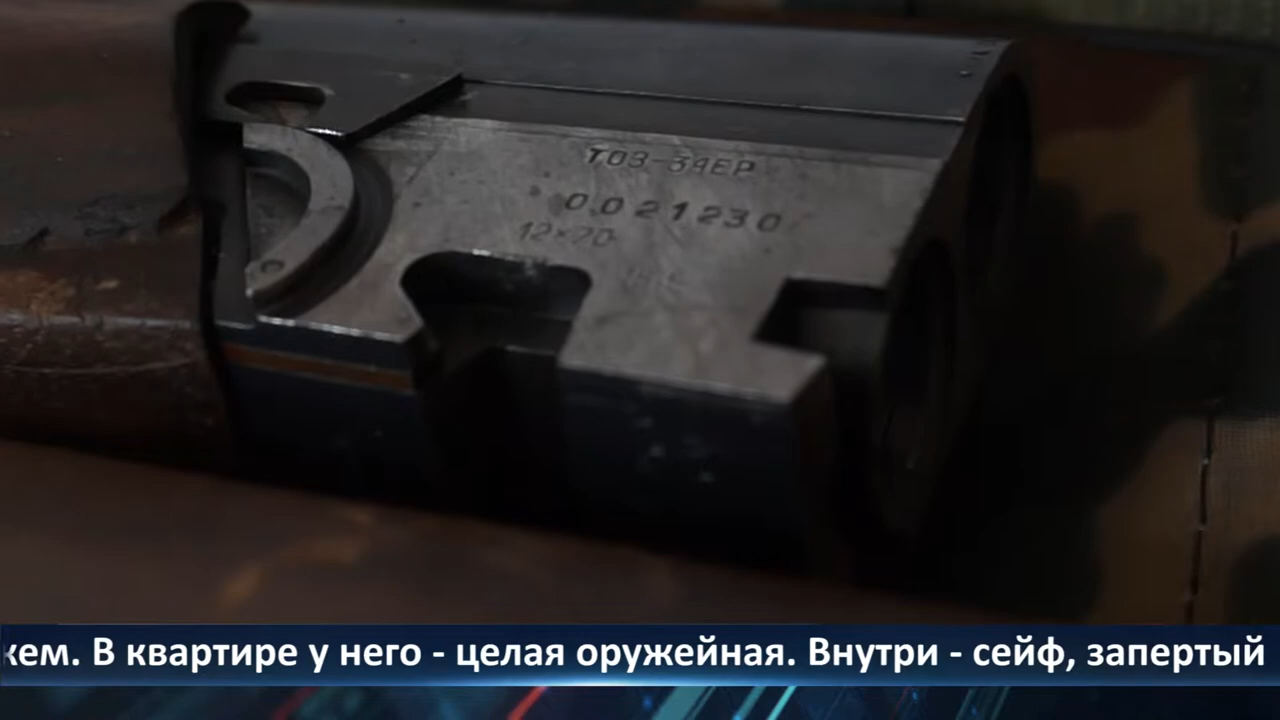 ТОЗ-34ЕР
0021230
12×70
кем. В квартире у него - целая оружейная. Внутри - сейф, запертый